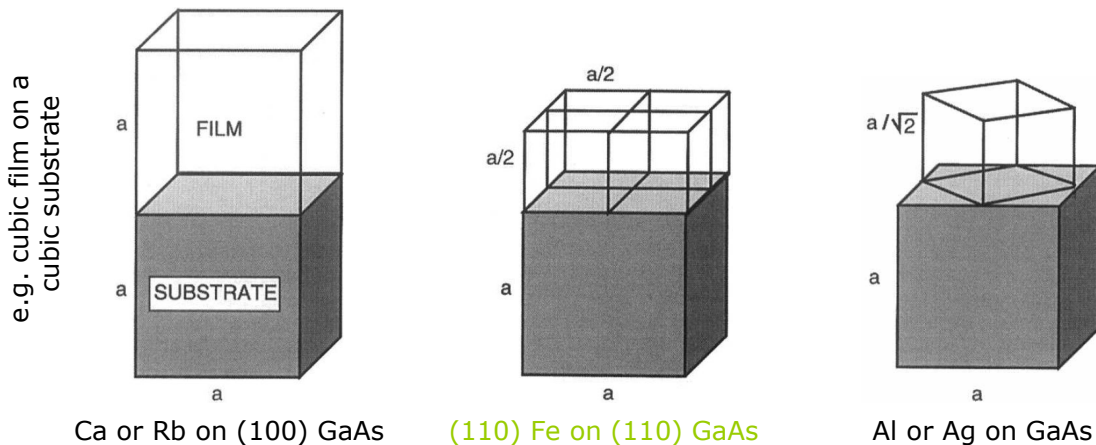 e.g. cubic film on a
cubic substrate
a
FILM
a
SUBSTRATE
a
Ca or Rb on (100) GaAs
a/2
a/2
a
a
(110) Fe on (110) GaAs
a/√2
a
a
Al or Ag on GaAs